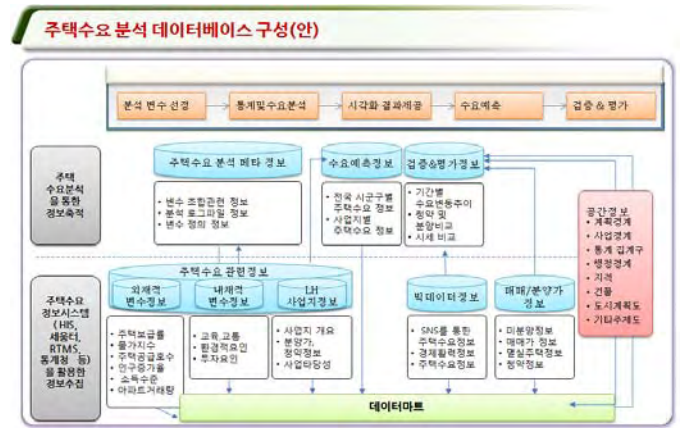 주택수요 분석 데이터베이스 구성(안)
분석 변수 선정
통계및수요분석
시각화 결과제공
수요예측
검증 & 평가
주택
수요분석
을 통한
정보축적
주택수요 분석 메타 정보
• 변수 조합관련 정보
• 분석 로그파일 정보
• 변수 정의 정보
수요예측정보
• 전국 시군구별
주택수요 정보
• 사업지별
주택수요 정보
검증&평가정보
• 기간별
수요변동추이
• 청약 및
분양비교
• 시세 비교
공간정보
• 계획경계
• 사업경계
• 통계 집계구
• 행정경계
• 지적
• 건물
• 도시계획도
• 기타주제도
주택수요
정보시스템
(HIS,
세움터,
RTMS,
통계청 등)
을 활용한
정보수집
주택수요 관련정보
외재적
변수정보
내재적
변수정보
LH
사업지정보
빅데이터정보
매매/분양가
정보
• 주택보급률
• 물가지수
• 주택공급호수
• 인구증가율
• 소득수준
• 아파트거래량
• 교육,교통
• 환경적요인
• 투자요인
• 사업지 개요
• 분양가,
청약정보
• 사업타당성
• SNS를 통한
주택수요정보
• 경제활력정보
• 주택수요정보
• 미분양정보
• 매매가 정보
• 멸실주택정보
• 청약정보
데이터마트